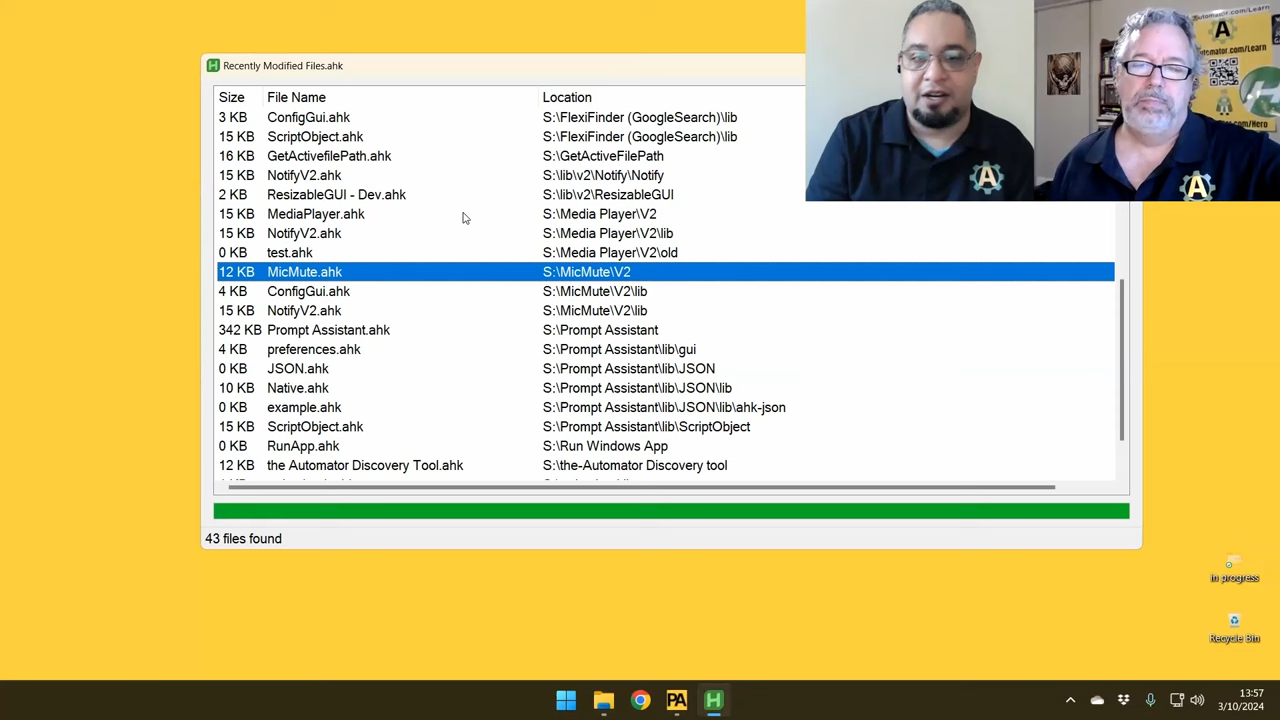 Recently Modified Files.ahk
Size File Name Location
3 KB ConfigGui.ahk S:\FlexiFinder (GoogleSearch)\lib
15 KB ScriptObject.ahk S:\FlexiFinder (GoogleSearch)\lib
16 KB GetActivefilePath.ahk S:\GetActiveFilePath
15 KB NotifyV2.ahk S:\lib\v2\Notify\Notify
2 KB ResizableGUI - Dev.ahk S:\lib\v2\ResizableGUI
15 KB MediaPlayer.ahk S:\Media Player\V2
15 KB NotifyV2.ahk S:\Media Player\V2\lib
0 KB test.ahk S:\Media Player\V2\old
12 KB MicMute.ahk S:\MicMute\V2
4 KB ConfigGui.ahk S:\MicMute\V2\lib
15 KB NotifyV2.ahk S:\MicMute\V2\lib
342 KB Prompt Assistant.ahk S:\Prompt Assistant
4 KB preferences.ahk S:\Prompt Assistant\lib\gui
0 KB JSON.ahk S:\Prompt Assistant\lib\JSON
10 KB Native.ahk S:\Prompt Assistant\lib\JSON\lib
0 KB example.ahk S:\Prompt Assistant\lib\JSON\lib\ahk-json
15 KB ScriptObject.ahk S:\Prompt Assistant\lib\ScriptObject
0 KB RunApp.ahk S:\Run Windows App
12 KB the Automator Discovery Tool.ahk S:\the-Automator Discovery tool
43 files found
A
automator.com/Learn
A
A
In progress
Recycle Bin
PA
H
13:57
3/10/2024